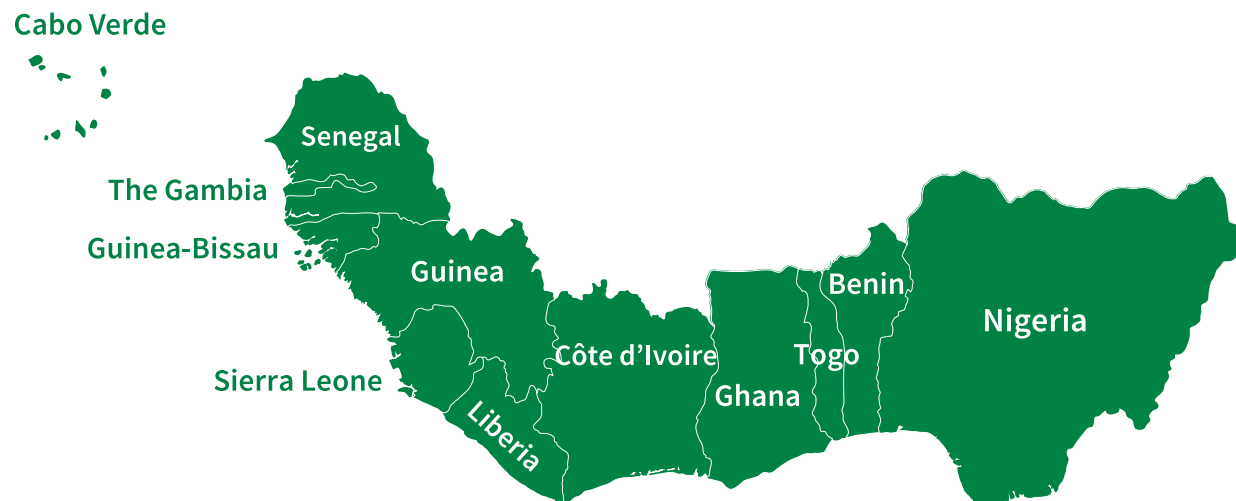 Cabo Verde
Senegal
The Gambia
Guinea-Bissau
Guinea
Benin
Nigeria
Côte d’Ivoire
Togo
Sierra Leone
Ghana
Liberia